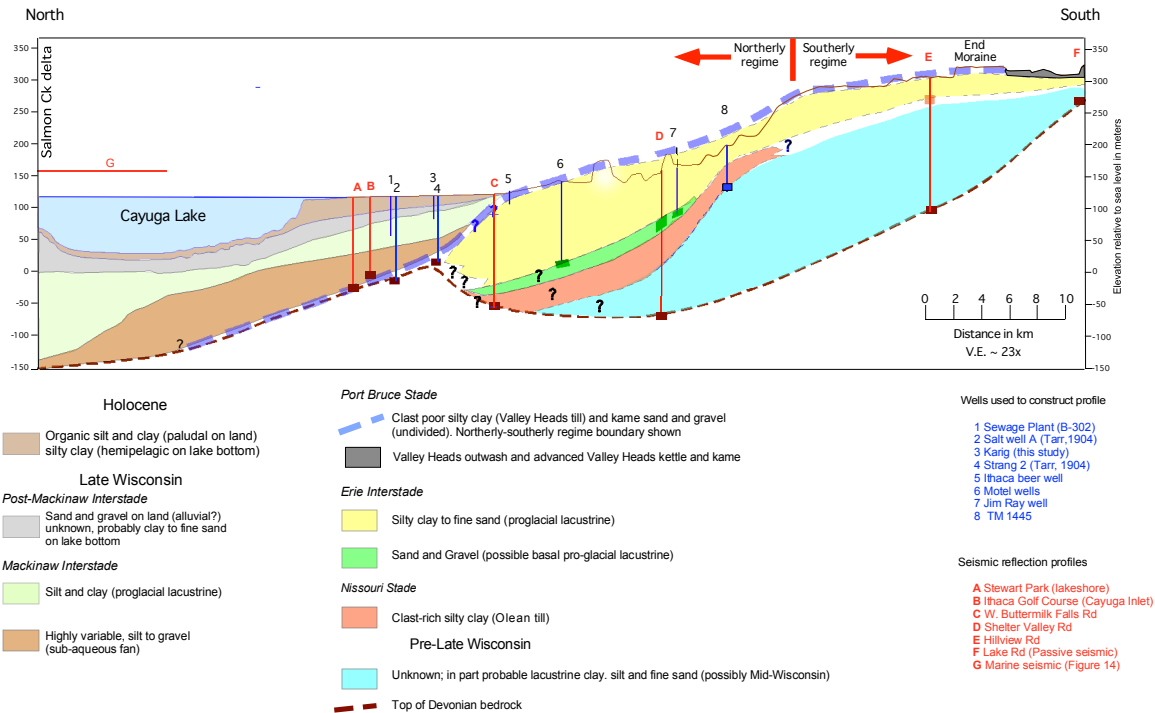 North
South
Salmon Ck delta
350
300
250
200
150
100
50
0
-50
-100
-150
G
Cayuga Lake
A
B
1
2
3
4
C
5
6
D
7
8
Northerly
regime
Southerly
regime
E
End
Moraine
F
?
?
?
?
?
?
?
?
?
350
300
250
200
150
100
50
0
-50
-100
-150
Elevation relative to sea level in meters
0 2 4 6 8 10
Distance in km
V.E. ~ 23x
Holocene
Organic silt and clay (paludal on land)
silty clay (hemipelagic on lake bottom)
Late Wisconsin
Post-Mackinaw Interstade
Sand and gravel on land (alluvial?)
unknown, probably clay to fine sand
on lake bottom
Mackinaw Interstade
Silt and clay (proglacial lacustrine)
Highly variable, silt to gravel
(sub-aqueous fan)
Port Bruce Stade
Clast poor silty clay (Valley Heads till) and kame sand and gravel
(undivided). Northerly-southerly regime boundary shown
Valley Heads outwash and advanced Valley Heads kettle and kame
Erie Interstade
Silty clay to fine sand (proglacial lacustrine)
Sand and Gravel (possible basal pro-glacial lacustrine)
Nissouri Stade
Clast-rich silty clay (Olean till)
Pre-Late Wisconsin
Unknown; in part probable lacustrine clay. silt and fine sand (possibly Mid-Wisconsin)
Top of Devonian bedrock
Wells used to construct profile
1 Sewage Plant (B-302)
2 Salt well A (Tarr,1904)
3 Karig (this study)
4 Strang 2 (Tarr, 1904)
5 Ithaca beer well
6 Motel wells
7 Jim Ray well
8 TM 1445
Seismic reflection profiles
A Stewart Park (lakeshore)
B Ithaca Golf Course (Cayuga Inlet)
C W. Buttermilk Falls Rd
D Shelter Valley Rd
E Hillview Rd
F Lake Rd (Passive seismic)
G Marine seismic (Figure 14)